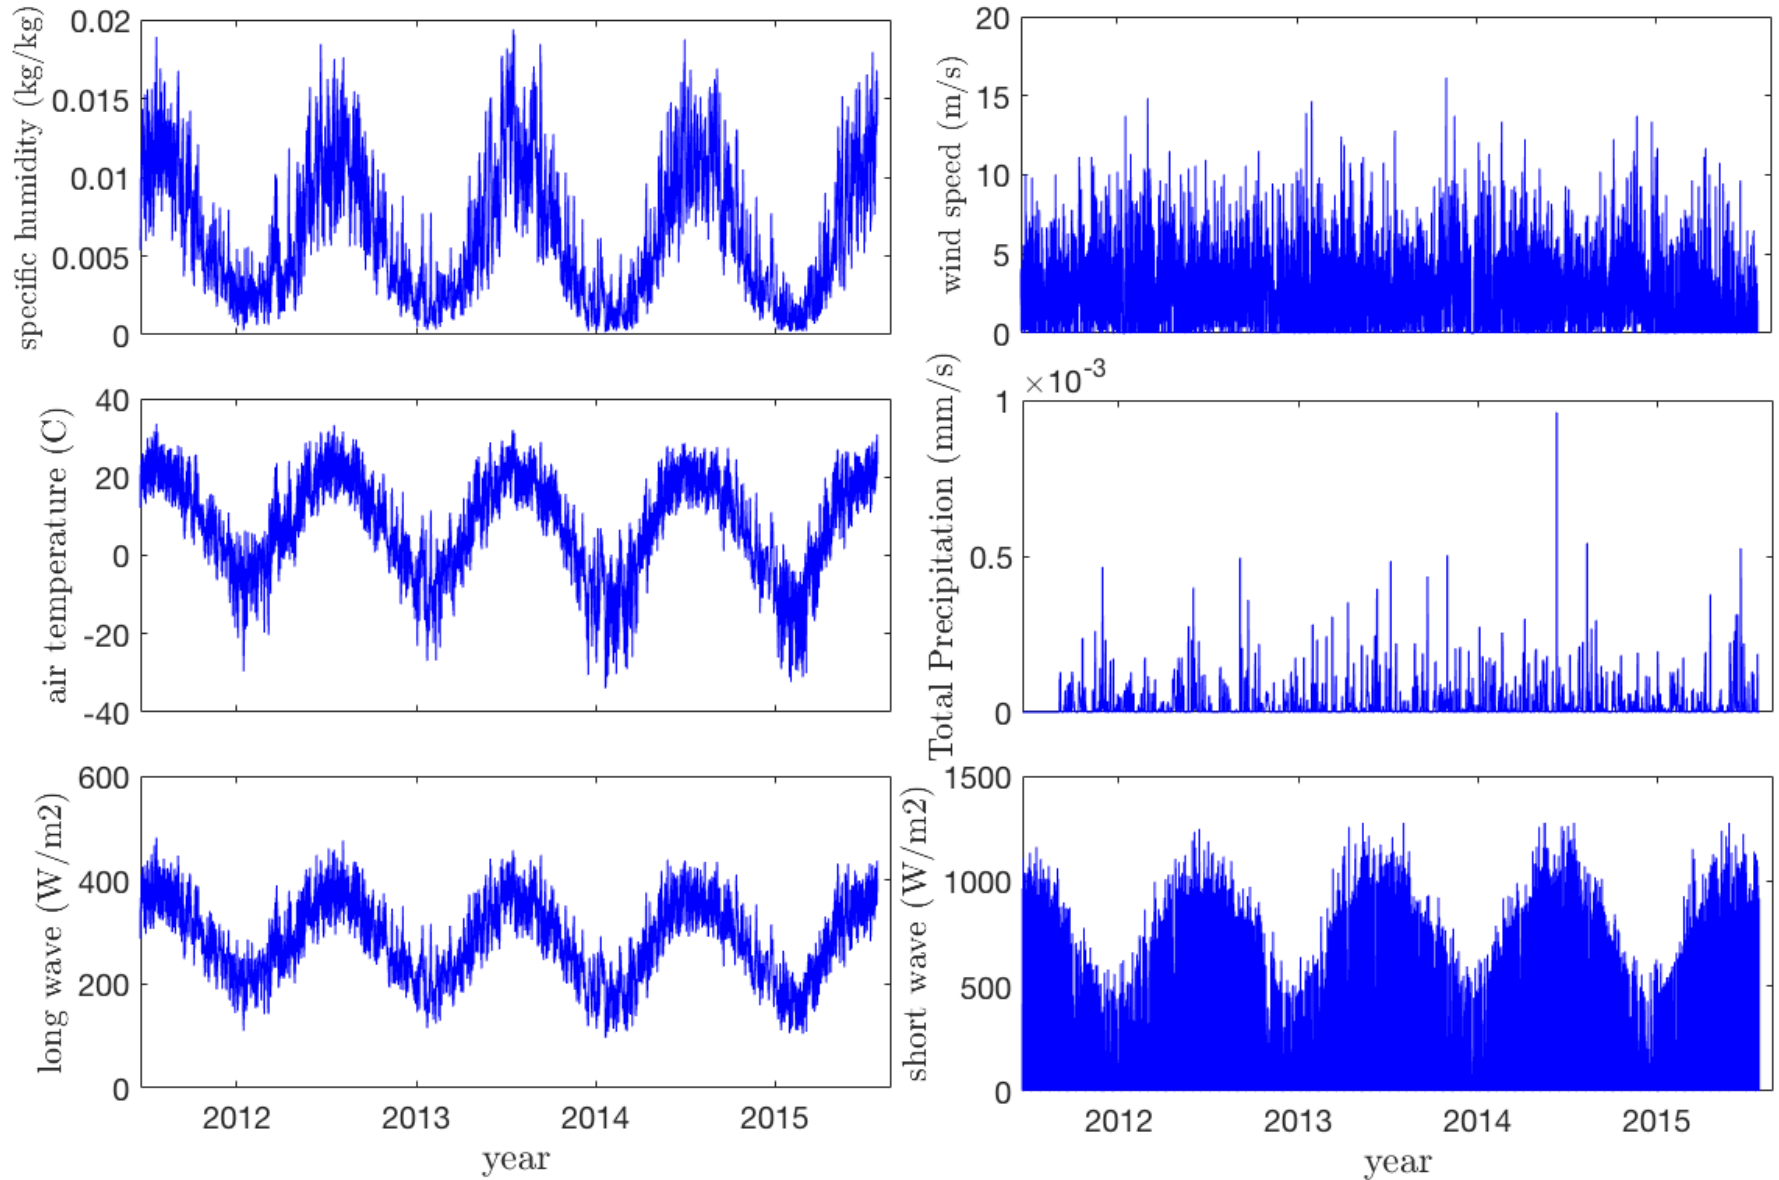 specific humidity (kg/kg)
0.02
0.015
0.01
0.005
0
wind speed (m/s)
20
15
10
5
0
air temperature (C)
40
20
0
-20
-40
Total Precipitation (mm/s)
×10-3
1
0.5
0
long wave (W/m2)
600
400
200
0
2012 2013 2014 2015
year
short wave (W/m2)
1500
1000
500
0
2012 2013 2014 2015
year